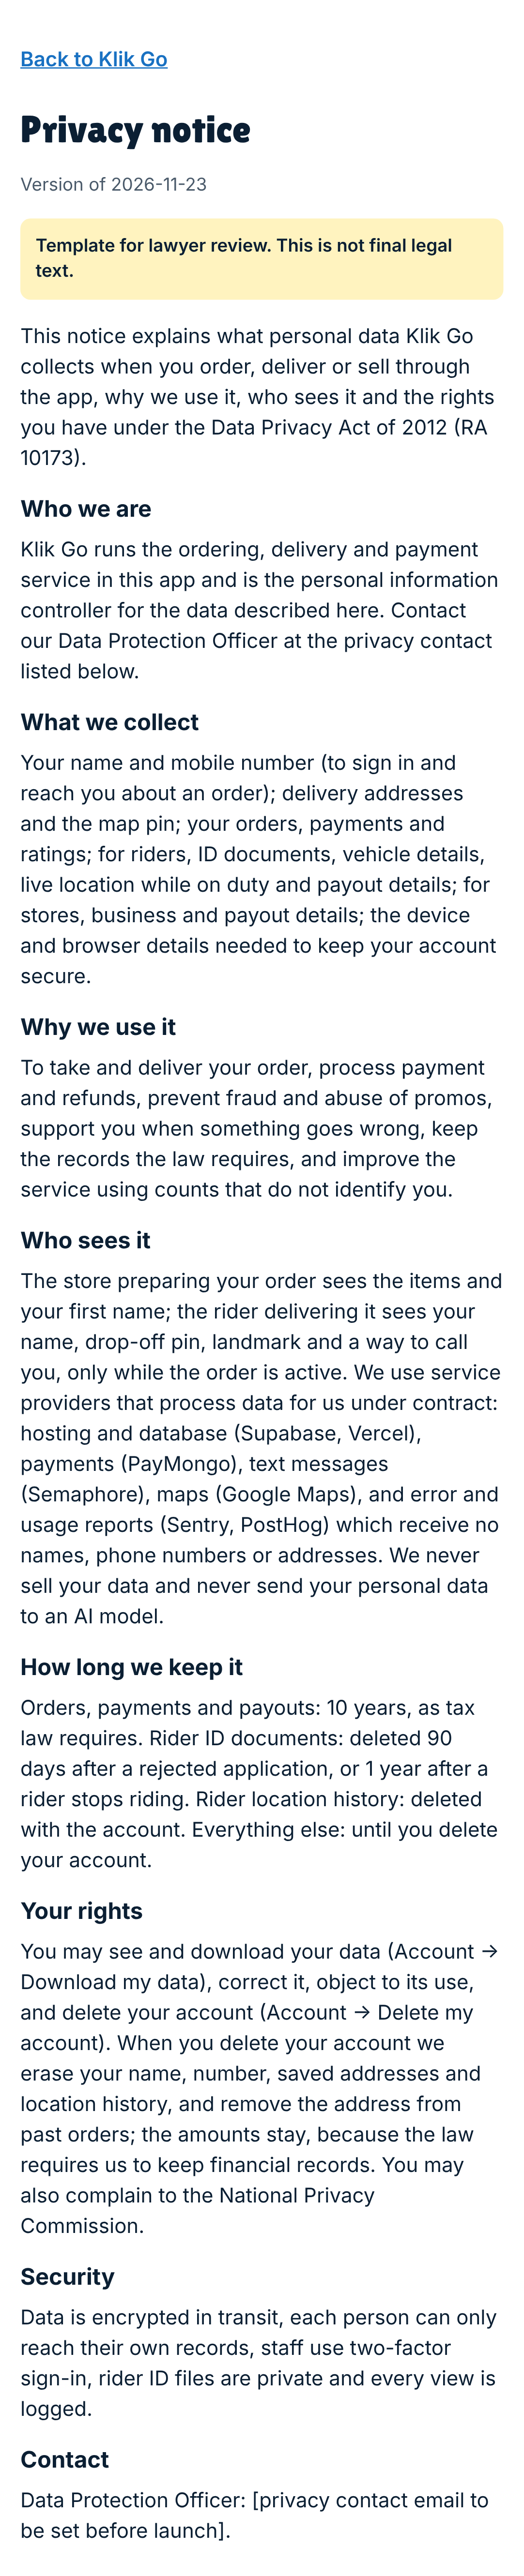 Back to Klik Go
Privacy notice
Version of 2026-11-23
Template for lawyer review. This is not final legal
text.
This notice explains what personal data Klik Go
collects when you order, deliver or sell through
the app, why we use it, who sees it and the rights
you have under the Data Privacy Act of 2012 (RA
10173).
Who we are
Klik Go runs the ordering, delivery and payment
service in this app and is the personal information
controller for the data described here. Contact
our Data Protection Officer at the privacy contact
listed below.
What we collect
Your name and mobile number (to sign in and
reach you about an order); delivery addresses
and the map pin; your orders, payments and
ratings; for riders, ID documents, vehicle details,
live location while on duty and payout details; for
stores, business and payout details; the device
and browser details needed to keep your account
secure.
Why we use it
To take and deliver your order, process payment
and refunds, prevent fraud and abuse of promos,
support you when something goes wrong, keep
the records the law requires, and improve the
service using counts that do not identify you.
Who sees it
The store preparing your order sees the items and
your first name; the rider delivering it sees your
name, drop-off pin, landmark and a way to call
you, only while the order is active. We use service
providers that process data for us under contract:
hosting and database (Supabase, Vercel),
payments (PayMongo), text messages
(Semaphore), maps (Google Maps), and error and
usage reports (Sentry, PostHog) which receive no
names, phone numbers or addresses. We never
sell your data and never send your personal data
to an AI model.
How long we keep it
Orders, payments and payouts: 10 years, as tax
law requires. Rider ID documents: deleted 90
days after a rejected application, or 1 year after a
rider stops riding. Rider location history: deleted
with the account. Everything else: until you delete
your account.
Your rights
You may see and download your data (Account →
Download my data), correct it, object to its use,
and delete your account (Account → Delete my
account). When you delete your account we
erase your name, number, saved addresses and
location history, and remove the address from
past orders; the amounts stay, because the law
requires us to keep financial records. You may
also complain to the National Privacy
Commission.
Security
Data is encrypted in transit, each person can only
reach their own records, staff use two-factor
sign-in, rider ID files are private and every view is
logged.
Contact
Data Protection Officer: [privacy contact email to
be set before launch].